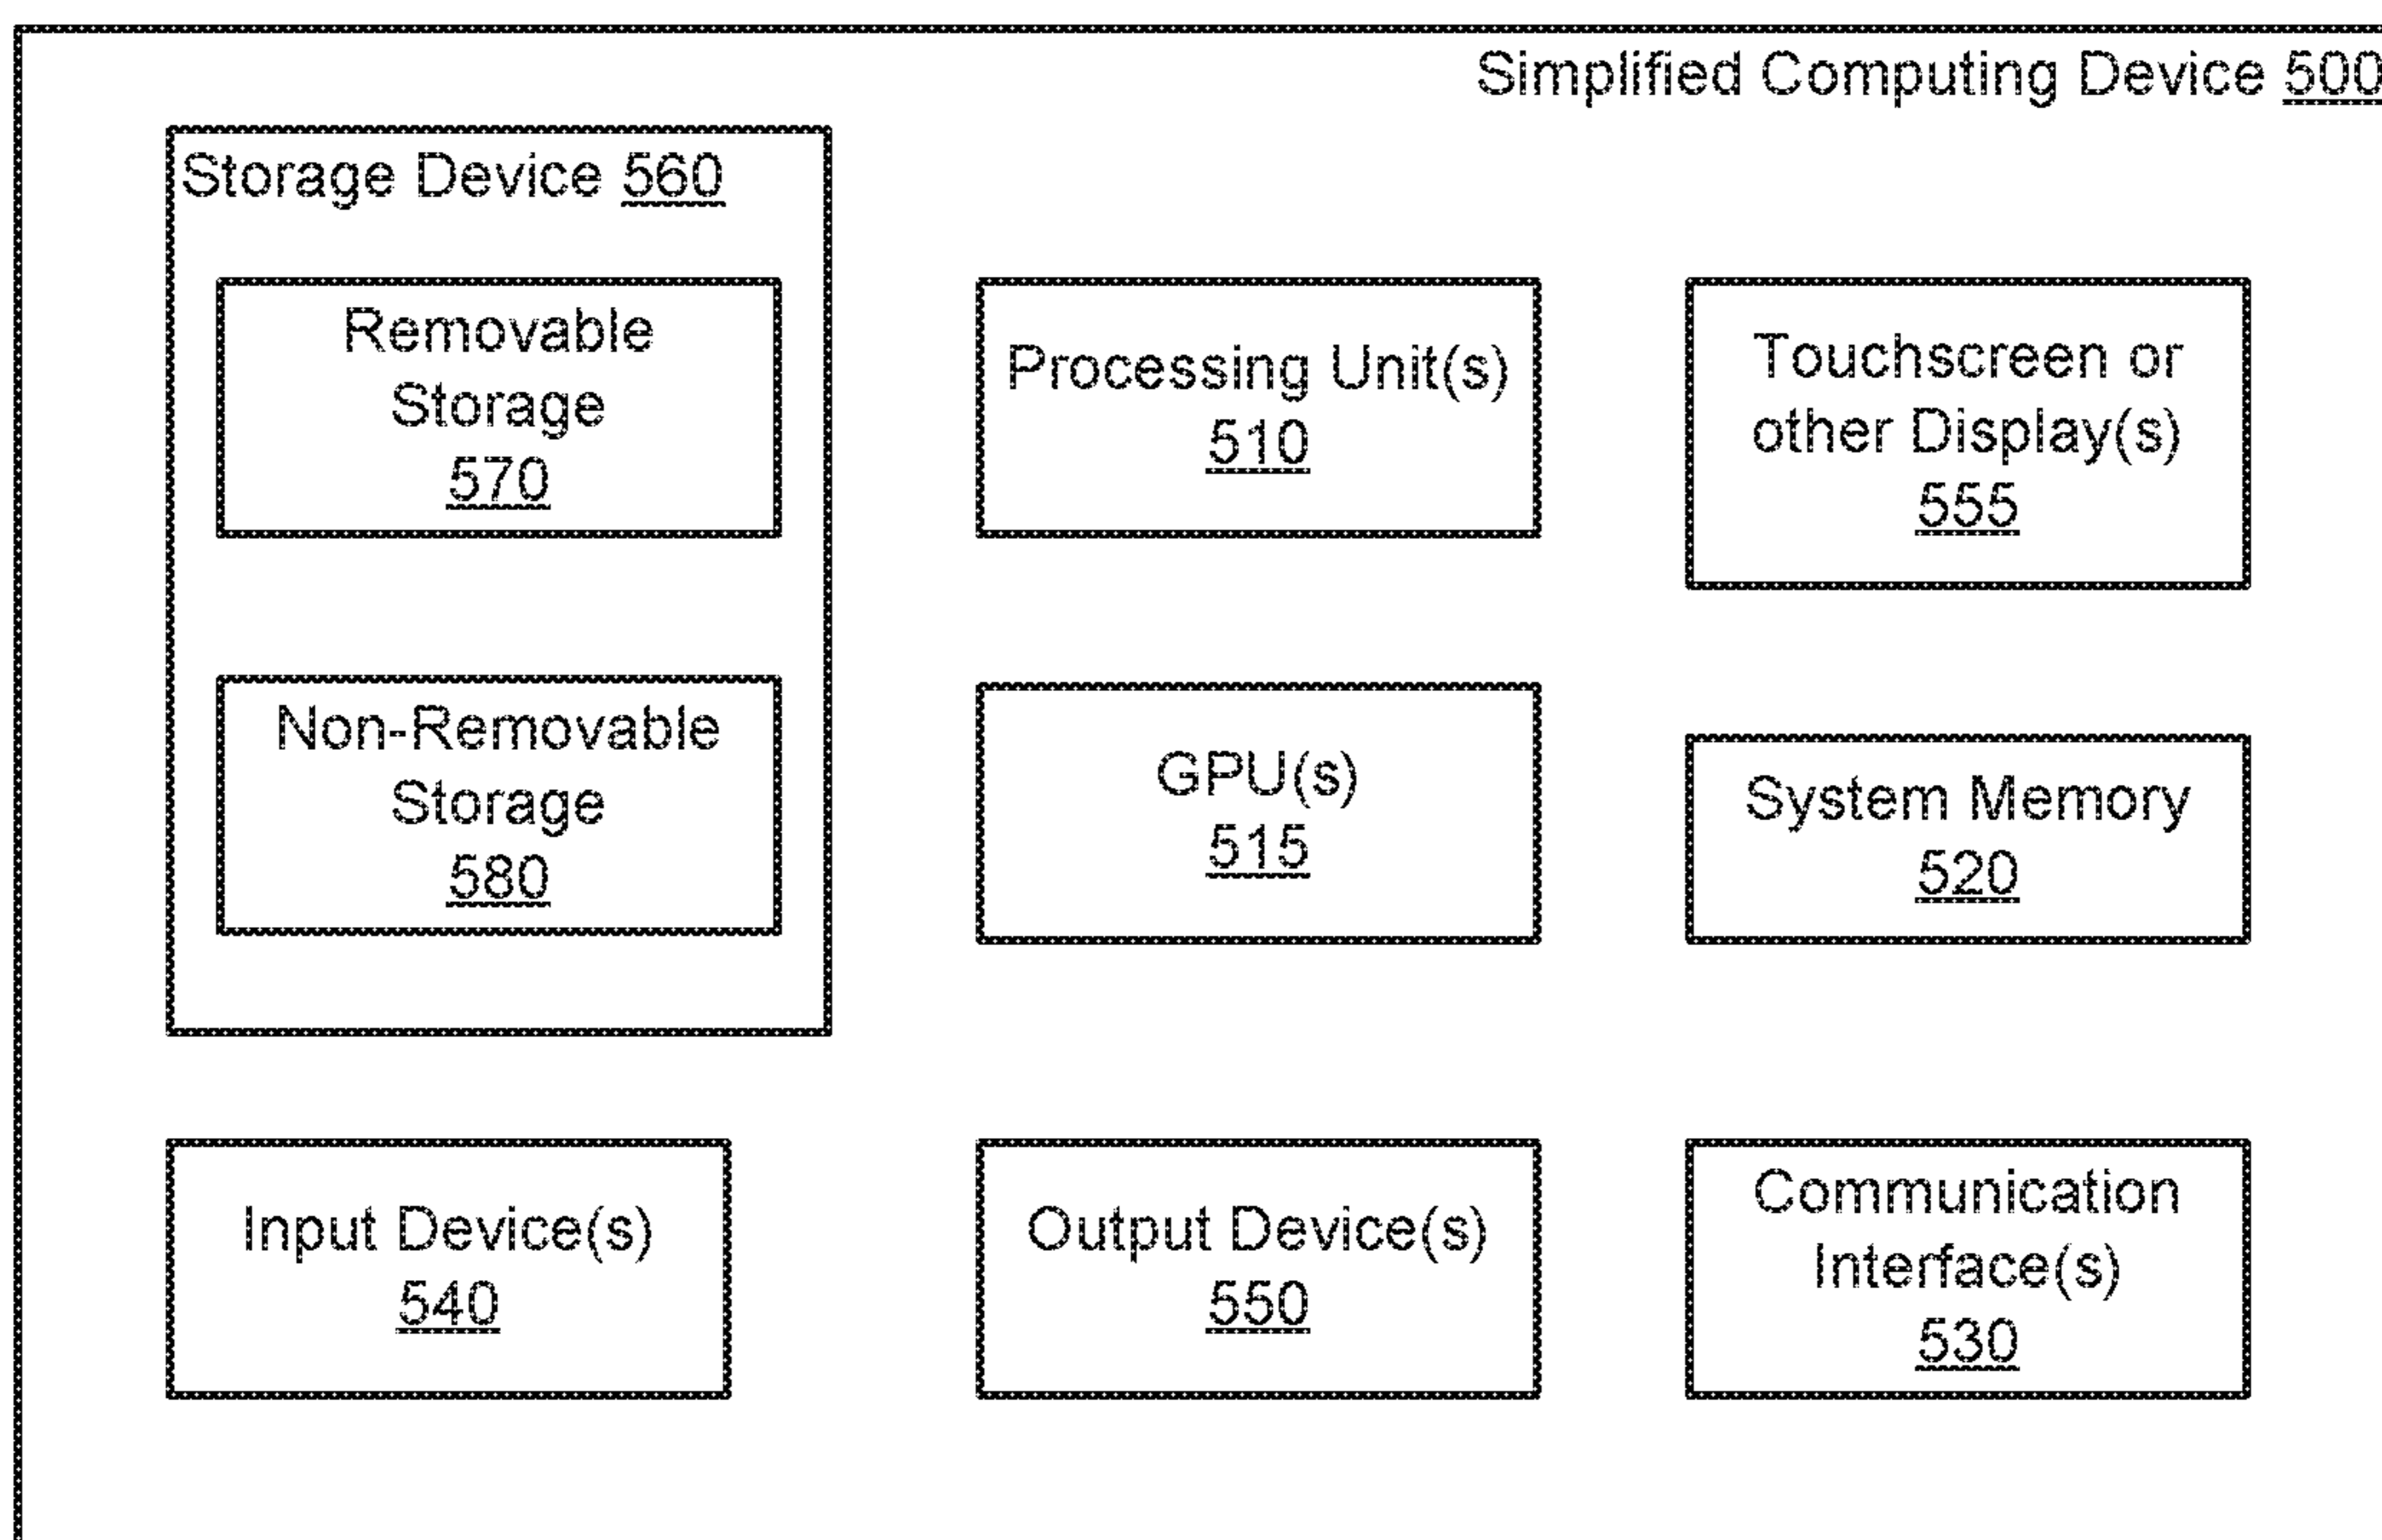 Simplified Computing Device 500
Storage Device 560
Removable
Storage
570
Processing Unit(s)
510
Touchscreen or
other Display(s)
555
Non-Removable
Storage
580
GPU(s)
515
System Memory
520
Input Device(s)
540
Output Device(s)
550
Communication
Interface(s)
530